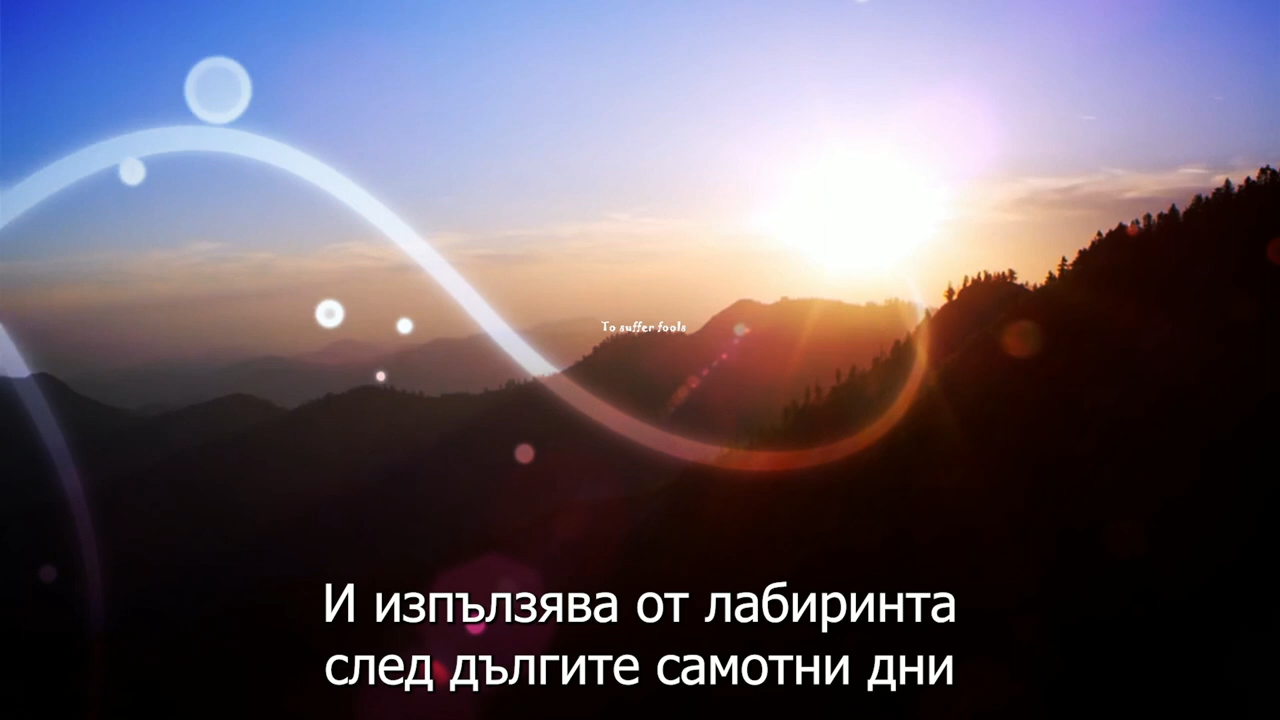 To suffer fools
И изпълзява от лабиринта
след дългите самотни дни